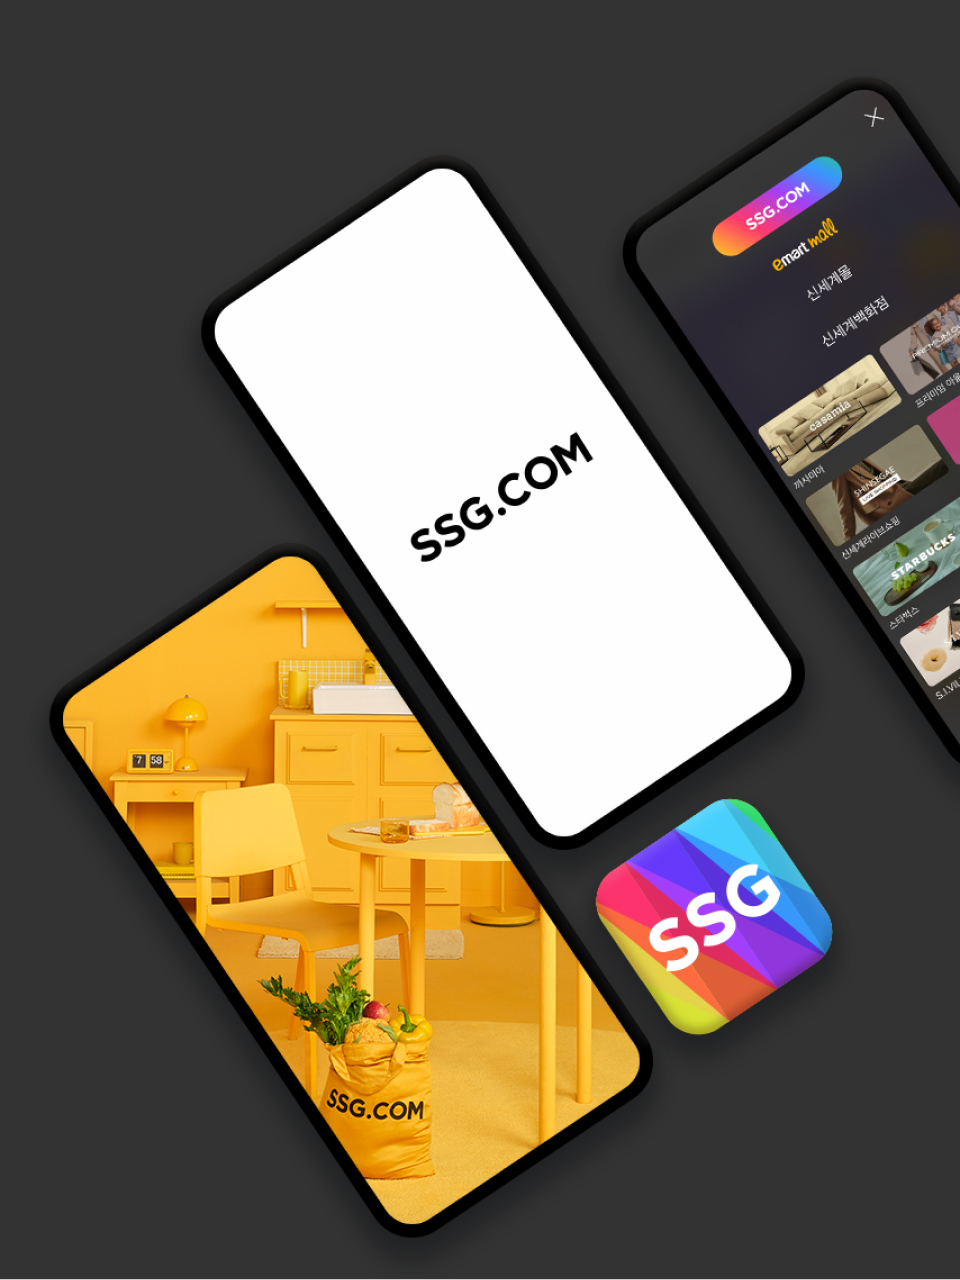 SSG.COM
SSG.COM
emart mall
신세계몰
신세계백화점
casamia
까사미아
프리미엄 아울
SHINSEGAE
LIVE SHOPPING
신세계라이브쇼핑
STARBUCKS
스타벅스
7 58
SSG
SSG.COM